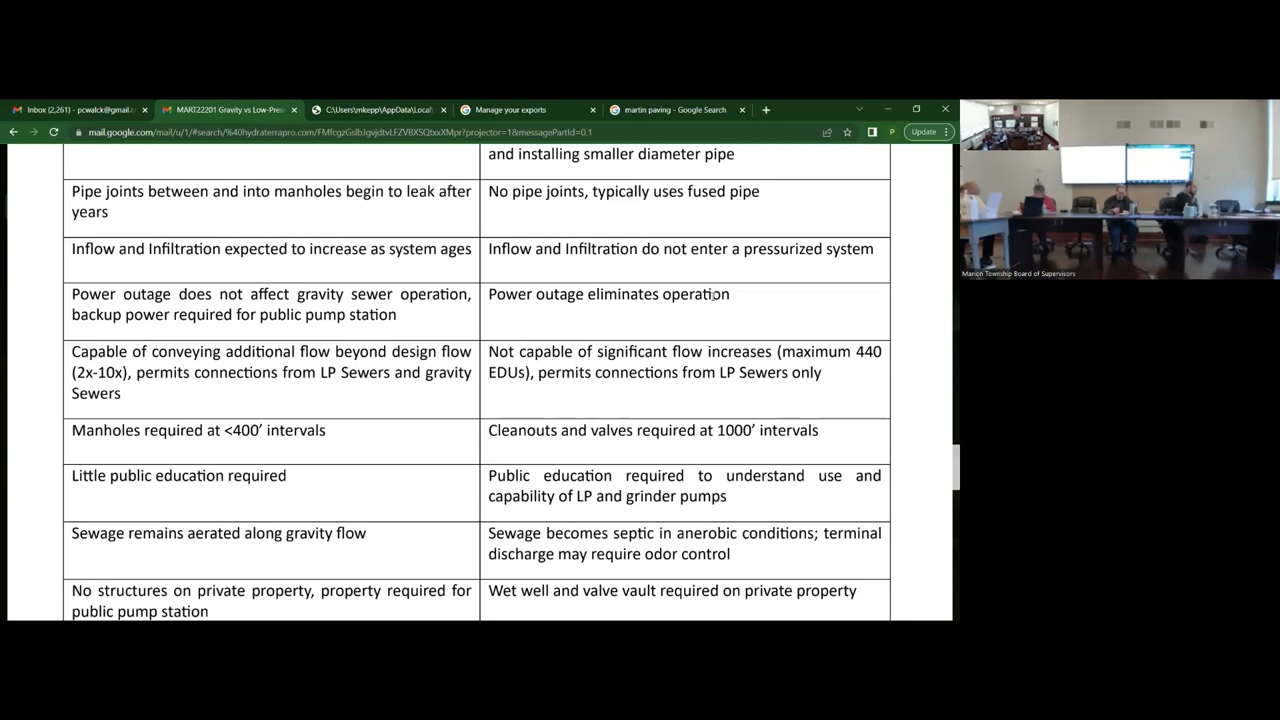 Inbox (2,261) - pcwalck@gmail.c
MART22201 Gravity vs Low-Pres
C:\Users\mkepp\AppData\Local\
Manage your exports
martin paving - Google Search
mail.google.com/mail/u/1/#search/%40hydraterrapro.com/
P
Update
and installing smaller diameter pipe
Pipe joints between and into manholes begin to leak after
years
No pipe joints, typically uses fused pipe
Inflow and Infiltration expected to increase as system ages
Inflow and Infiltration do not enter a pressurized system
Power outage does not affect gravity sewer operation,
backup power required for public pump station
Power outage eliminates operation
Capable of conveying additional flow beyond design flow
(2x-10x), permits connections from LP Sewers and gravity
Sewers
Not capable of significant flow increases (maximum 440
EDUs), permits connections from LP Sewers only
Manholes required at <400’ intervals
Cleanouts and valves required at 1000’ intervals
Little public education required
Public education required to understand use and
capability of LP and grinder pumps
Sewage remains aerated along gravity flow
Sewage becomes septic in anerobic conditions; terminal
discharge may require odor control
No structures on private property, property required for
public pump station
Wet well and valve vault required on private property
Marion Township Board of Supervisors